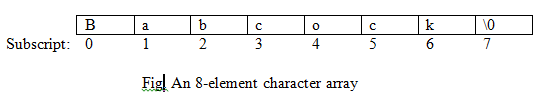 B a b c o c k \0
Subscript: 0 1 2 3 4 5 6 7
Fig. An 8-element character array